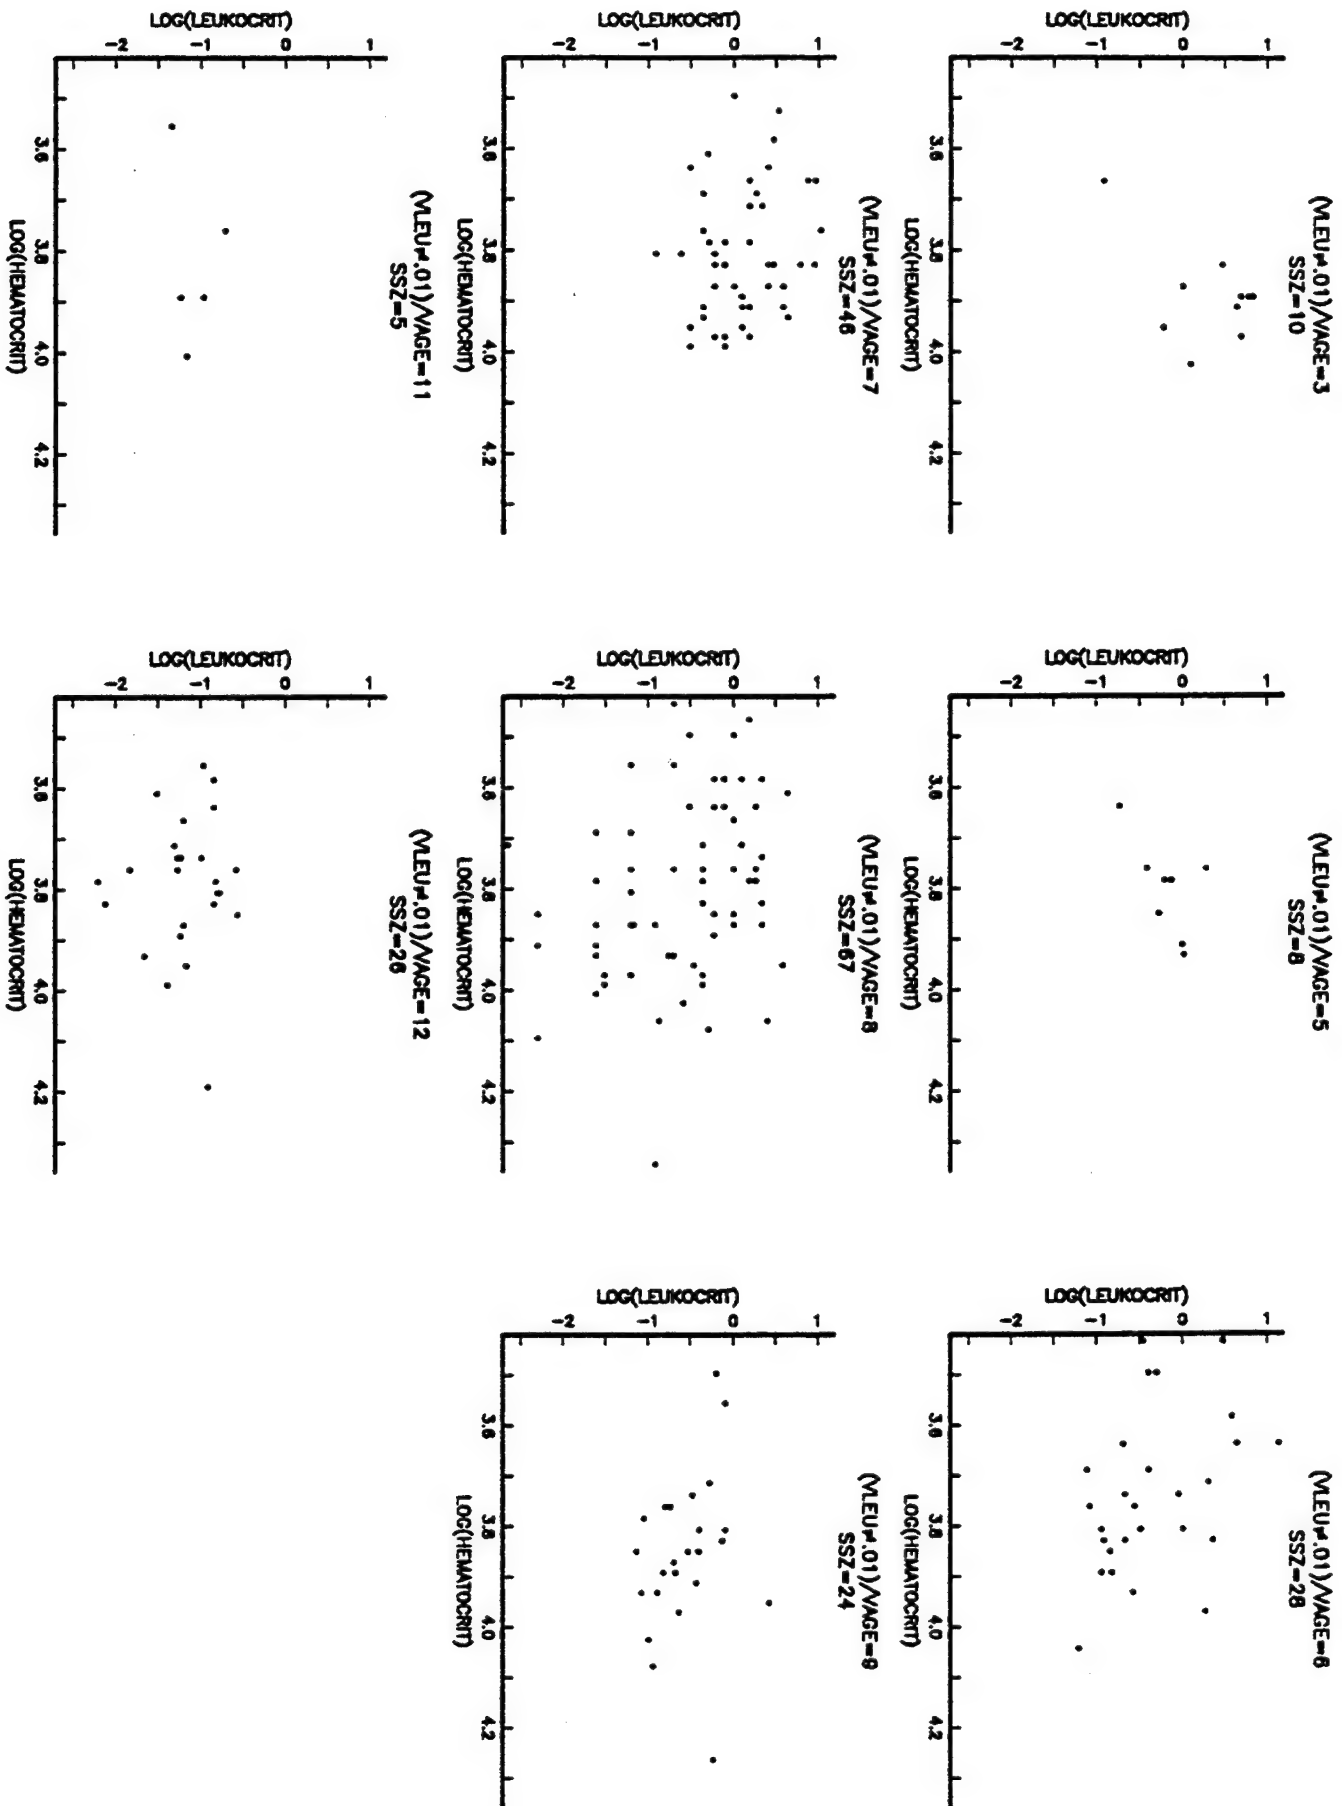 (VLEU≠.01)/VAGE=3
SSZ=10
LOG(LEUKOCRIT)
1
0
-1
-2
3.6 3.8 4.0 4.2
LOG(HEMATOCRIT)
(VLEU≠.01)/VAGE=5
SSZ=8
LOG(LEUKOCRIT)
1
0
-1
-2
3.6 3.8 4.0 4.2
LOG(HEMATOCRIT)
(VLEU≠.01)/VAGE=6
SSZ=28
LOG(LEUKOCRIT)
1
0
-1
-2
3.6 3.8 4.0 4.2
LOG(HEMATOCRIT)
(VLEU≠.01)/VAGE=7
SSZ=46
LOG(LEUKOCRIT)
1
0
-1
-2
3.6 3.8 4.0 4.2
LOG(HEMATOCRIT)
(VLEU≠.01)/VAGE=8
SSZ=67
LOG(LEUKOCRIT)
1
0
-1
-2
3.6 3.8 4.0 4.2
LOG(HEMATOCRIT)
(VLEU≠.01)/VAGE=9
SSZ=24
LOG(LEUKOCRIT)
1
0
-1
-2
3.6 3.8 4.0 4.2
LOG(HEMATOCRIT)
(VLEU≠.01)/VAGE=11
SSZ=5
LOG(LEUKOCRIT)
1
0
-1
-2
3.6 3.8 4.0 4.2
LOG(HEMATOCRIT)
(VLEU≠.01)/VAGE=12
SSZ=26
LOG(LEUKOCRIT)
1
0
-1
-2
3.6 3.8 4.0 4.2
LOG(HEMATOCRIT)